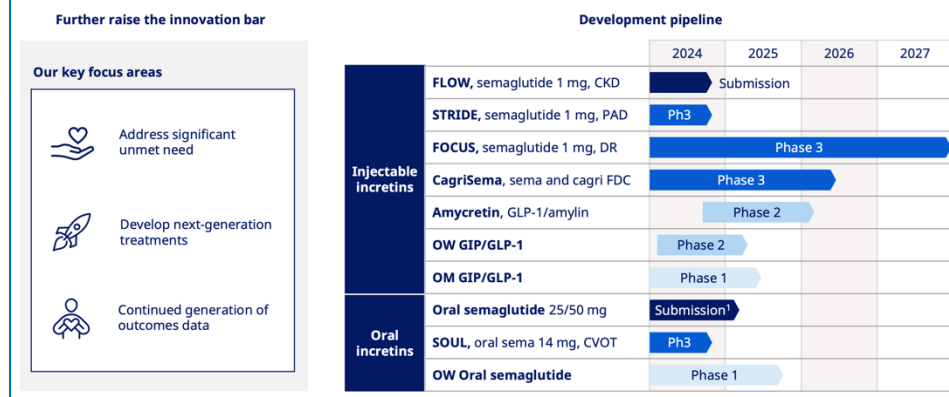 Further raise the innovation bar
Our key focus areas
Address significant
unmet need
Develop next-generation
treatments
Continued generation of
outcomes data
Development pipeline
2024 2025 2026 2027
Injectable
incretins
FLOW, semaglutide 1 mg, CKD Submission
STRIDE, semaglutide 1 mg, PAD Ph3
FOCUS, semaglutide 1 mg, DR Phase 3
CagriSema, sema and cagri FDC Phase 3
Amycretin, GLP-1/amylin Phase 2
OW GIP/GLP-1 Phase 2
OM GIP/GLP-1 Phase 1
Oral
incretins
Oral semaglutide 25/50 mg Submission¹
SOUL, oral sema 14 mg, CVOT Ph3
OW Oral semaglutide Phase 1